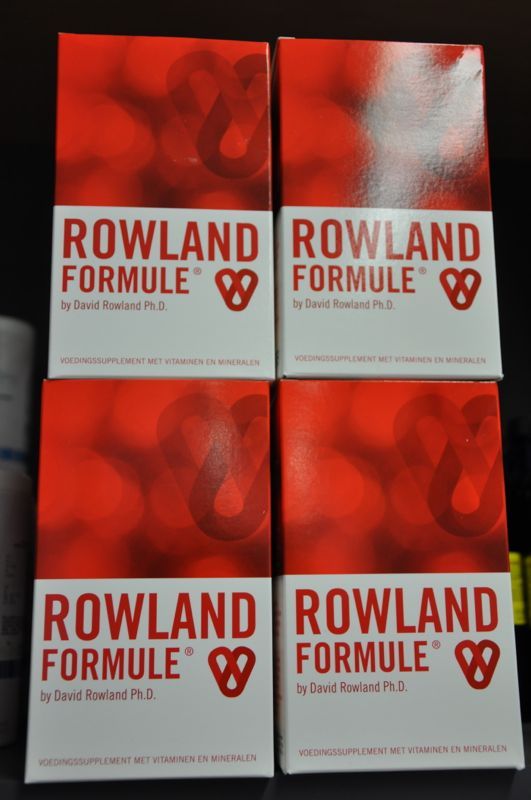 ROWLAND
FORMULE®
by David Rowland Ph.D.
VOEDINGSSUPPLEMENT MET VITAMINEN EN MINERALEN
ROWLAND
FORMULE®
by David Rowland Ph.D.
VOEDINGSSUPPLEMENT MET VITAMINEN EN MINERALEN
ROWLAND
FORMULE®
by David Rowland Ph.D.
VOEDINGSSUPPLEMENT MET VITAMINEN EN MINERALEN
ROWLAND
FORMULE®
by David Rowland Ph.D.
VOEDINGSSUPPLEMENT MET VITAMINEN EN MINERALEN